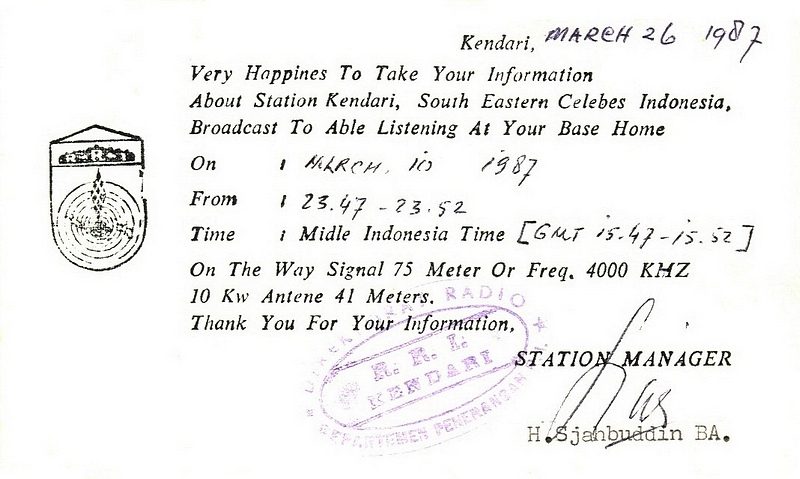 Kendari, MARCH 26 1987
Very Happines To Take Your Information
About Station Kendari, South Eastern Celebes Indonesia,
Broadcast To Able Listening At Your Base Home
On : MARCH, 10 1987
From : 23.47 - 23.52
Time : Midle Indonesia Time [GMT 15.47-15.52]
On The Way Signal 75 Meter Or Freq. 4000 KHZ
10 Kw Antene 41 Meters.
Thank You For Your Information,
RADIO
R. R. I.
KENDARI
DEPARTEMEN PENERANGAN
STATION MANAGER
H.Sjahbuddin BA.